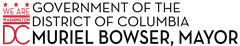 WE ARE
WASHINGTON
DC
GOVERNMENT OF THE
DISTRICT OF COLUMBIA
MURIEL BOWSER, MAYOR